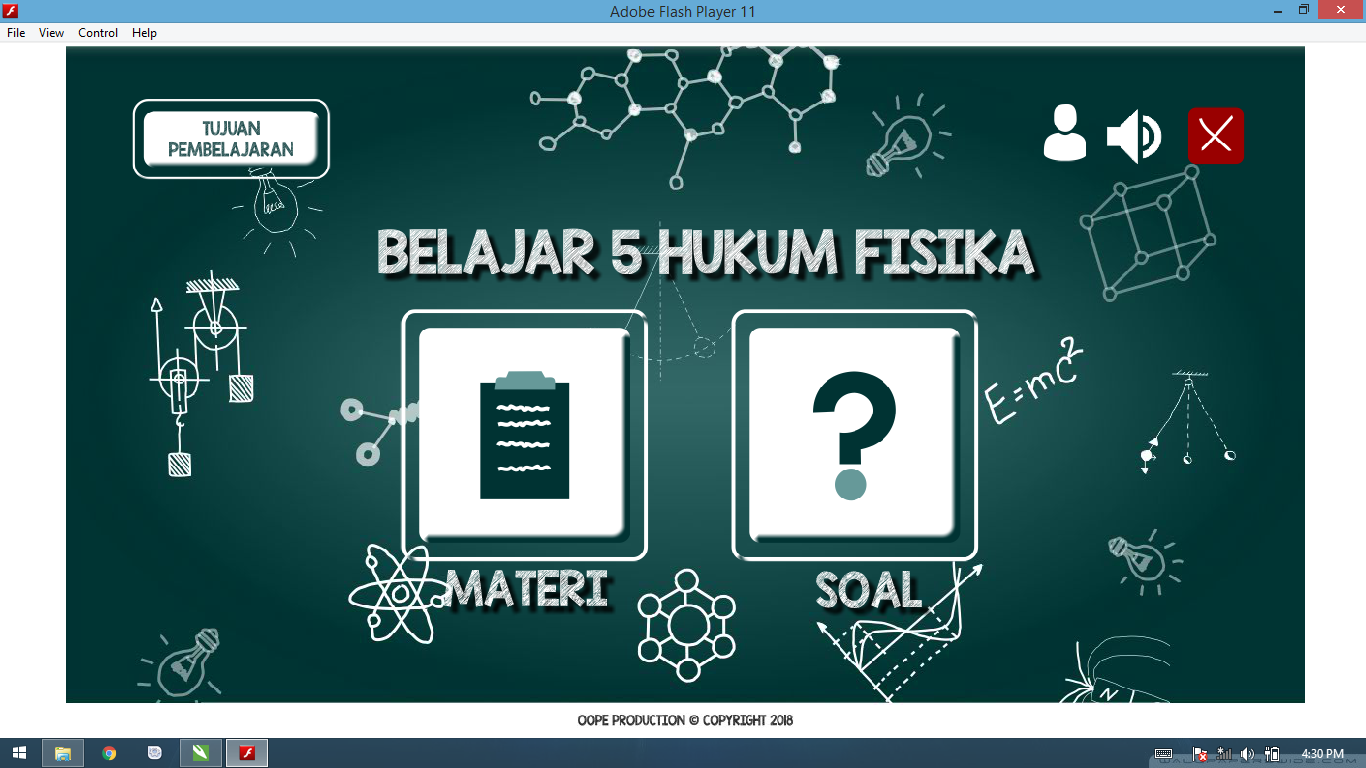 Adobe Flash Player 11
File View Control Help
TUJUAN
PEMBELAJARAN
BELAJAR 5 HUKUM FISIKA
E=mc²
MATERI
SOAL
N
OOPE PRODUCTION © COPYRIGHT 2018
4:30 PM